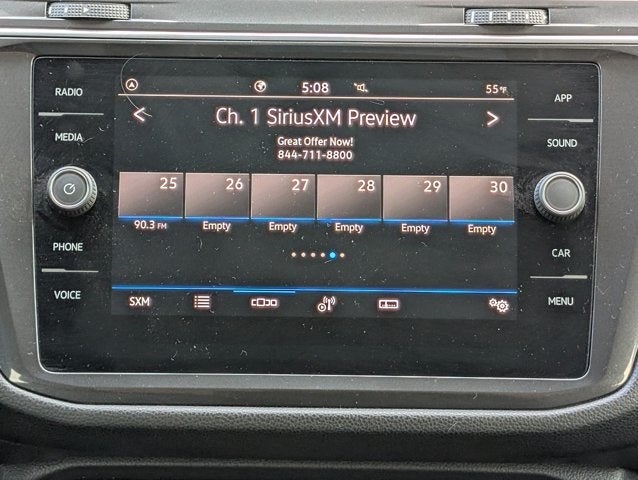 5:08 55°F
RADIO
MEDIA
PHONE
VOICE
< Ch. 1 SiriusXM Preview >
Great Offer Now!
844-711-8800
25 26 27 28 29 30
90.3 FM Empty Empty Empty Empty Empty
SXM
APP
SOUND
CAR
MENU